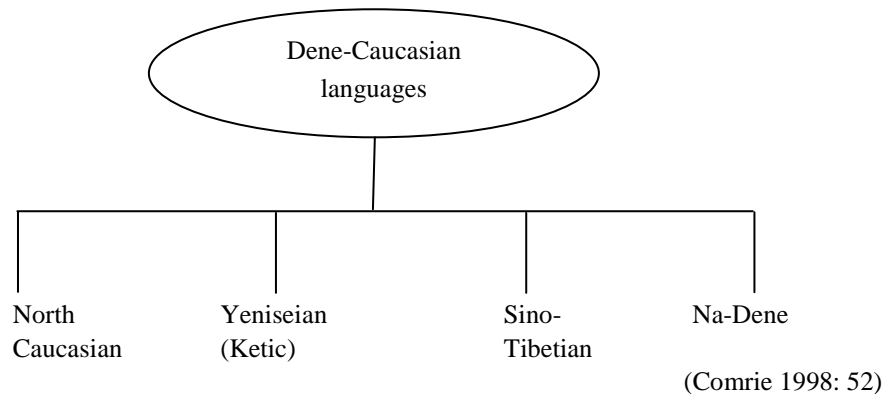 Dene-Caucasian
languages
North
Caucasian
Yeniseian
(Ketic)
Sino-
Tibetian
Na-Dene
(Comrie 1998: 52)